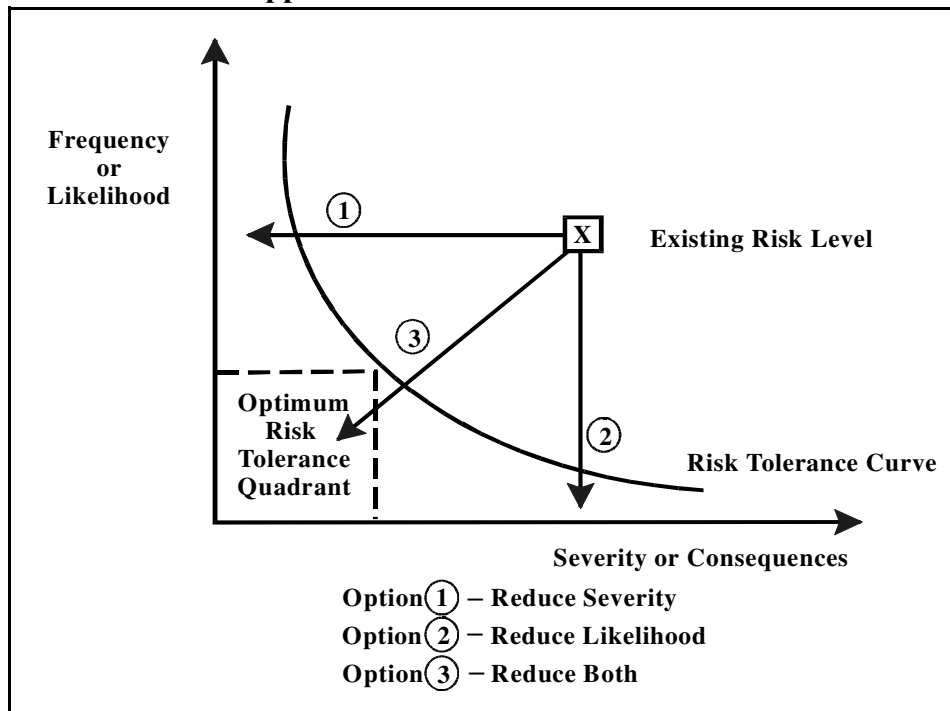 Frequency
or
Likelihood
1
X
Existing Risk Level
3
Optimum
Risk
Tolerance
Quadrant
2
Risk Tolerance Curve
Severity or Consequences
Option 1 – Reduce Severity
Option 2 – Reduce Likelihood
Option 3 – Reduce Both